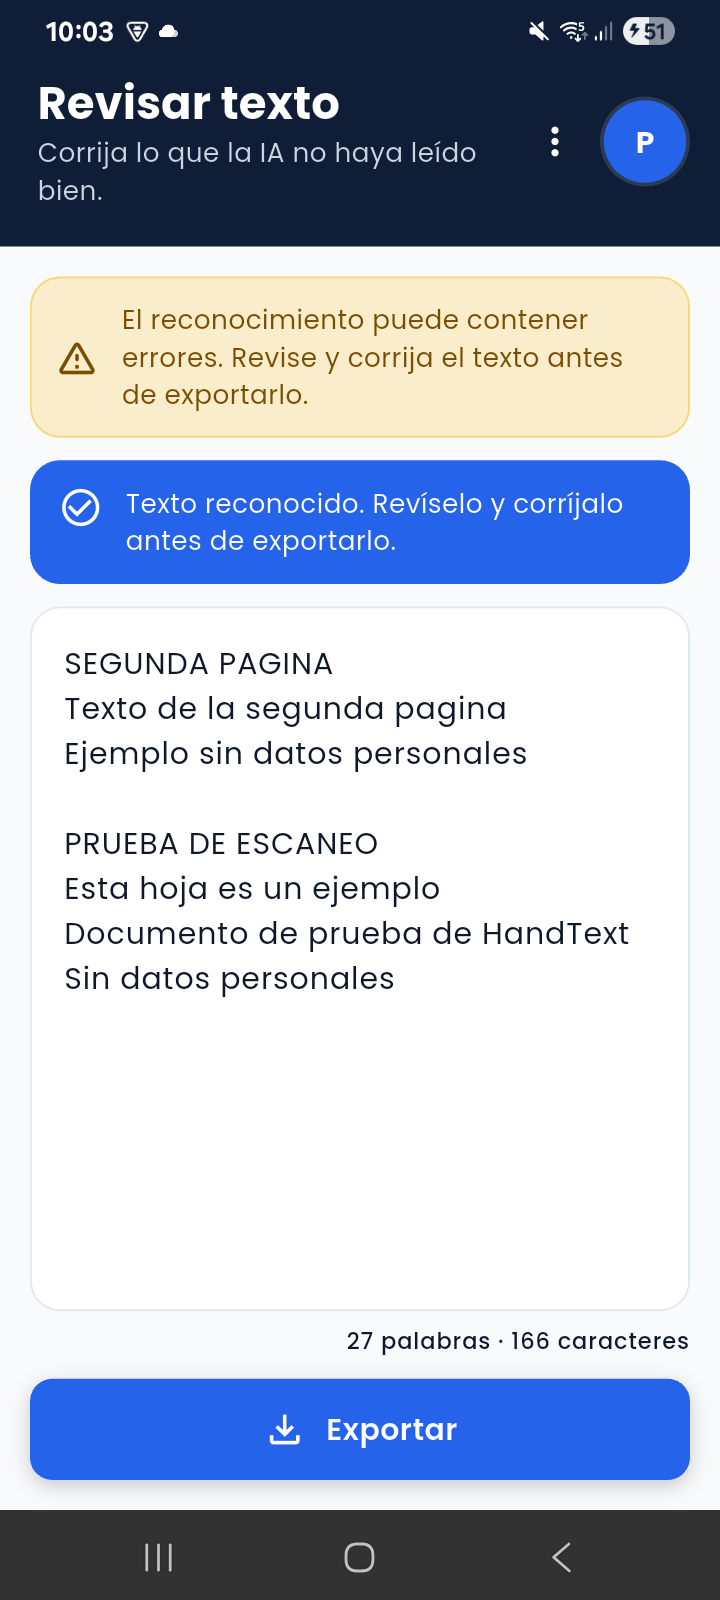 10:03
5
51
Revisar texto
Corrija lo que la IA no haya leído
bien.
P
El reconocimiento puede contener
errores. Revise y corrija el texto antes
de exportarlo.
Texto reconocido. Revíselo y corríjalo
antes de exportarlo.
SEGUNDA PAGINA
Texto de la segunda pagina
Ejemplo sin datos personales

PRUEBA DE ESCANEO
Esta hoja es un ejemplo
Documento de prueba de HandText
Sin datos personales
27 palabras · 166 caracteres
Exportar